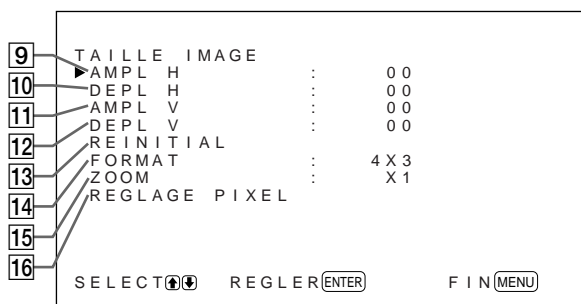 TAILLE IMAGE
9 ▶AMPL H : 00
10 DEPL H : 00
11 AMPL V : 00
12 DEPL V : 00
13 REINITIAL
14 FORMAT : 4X3
15 ZOOM : X1
16 REGLAGE PIXEL
SELECT ↑ ↓ REGLER ENTER FIN MENU